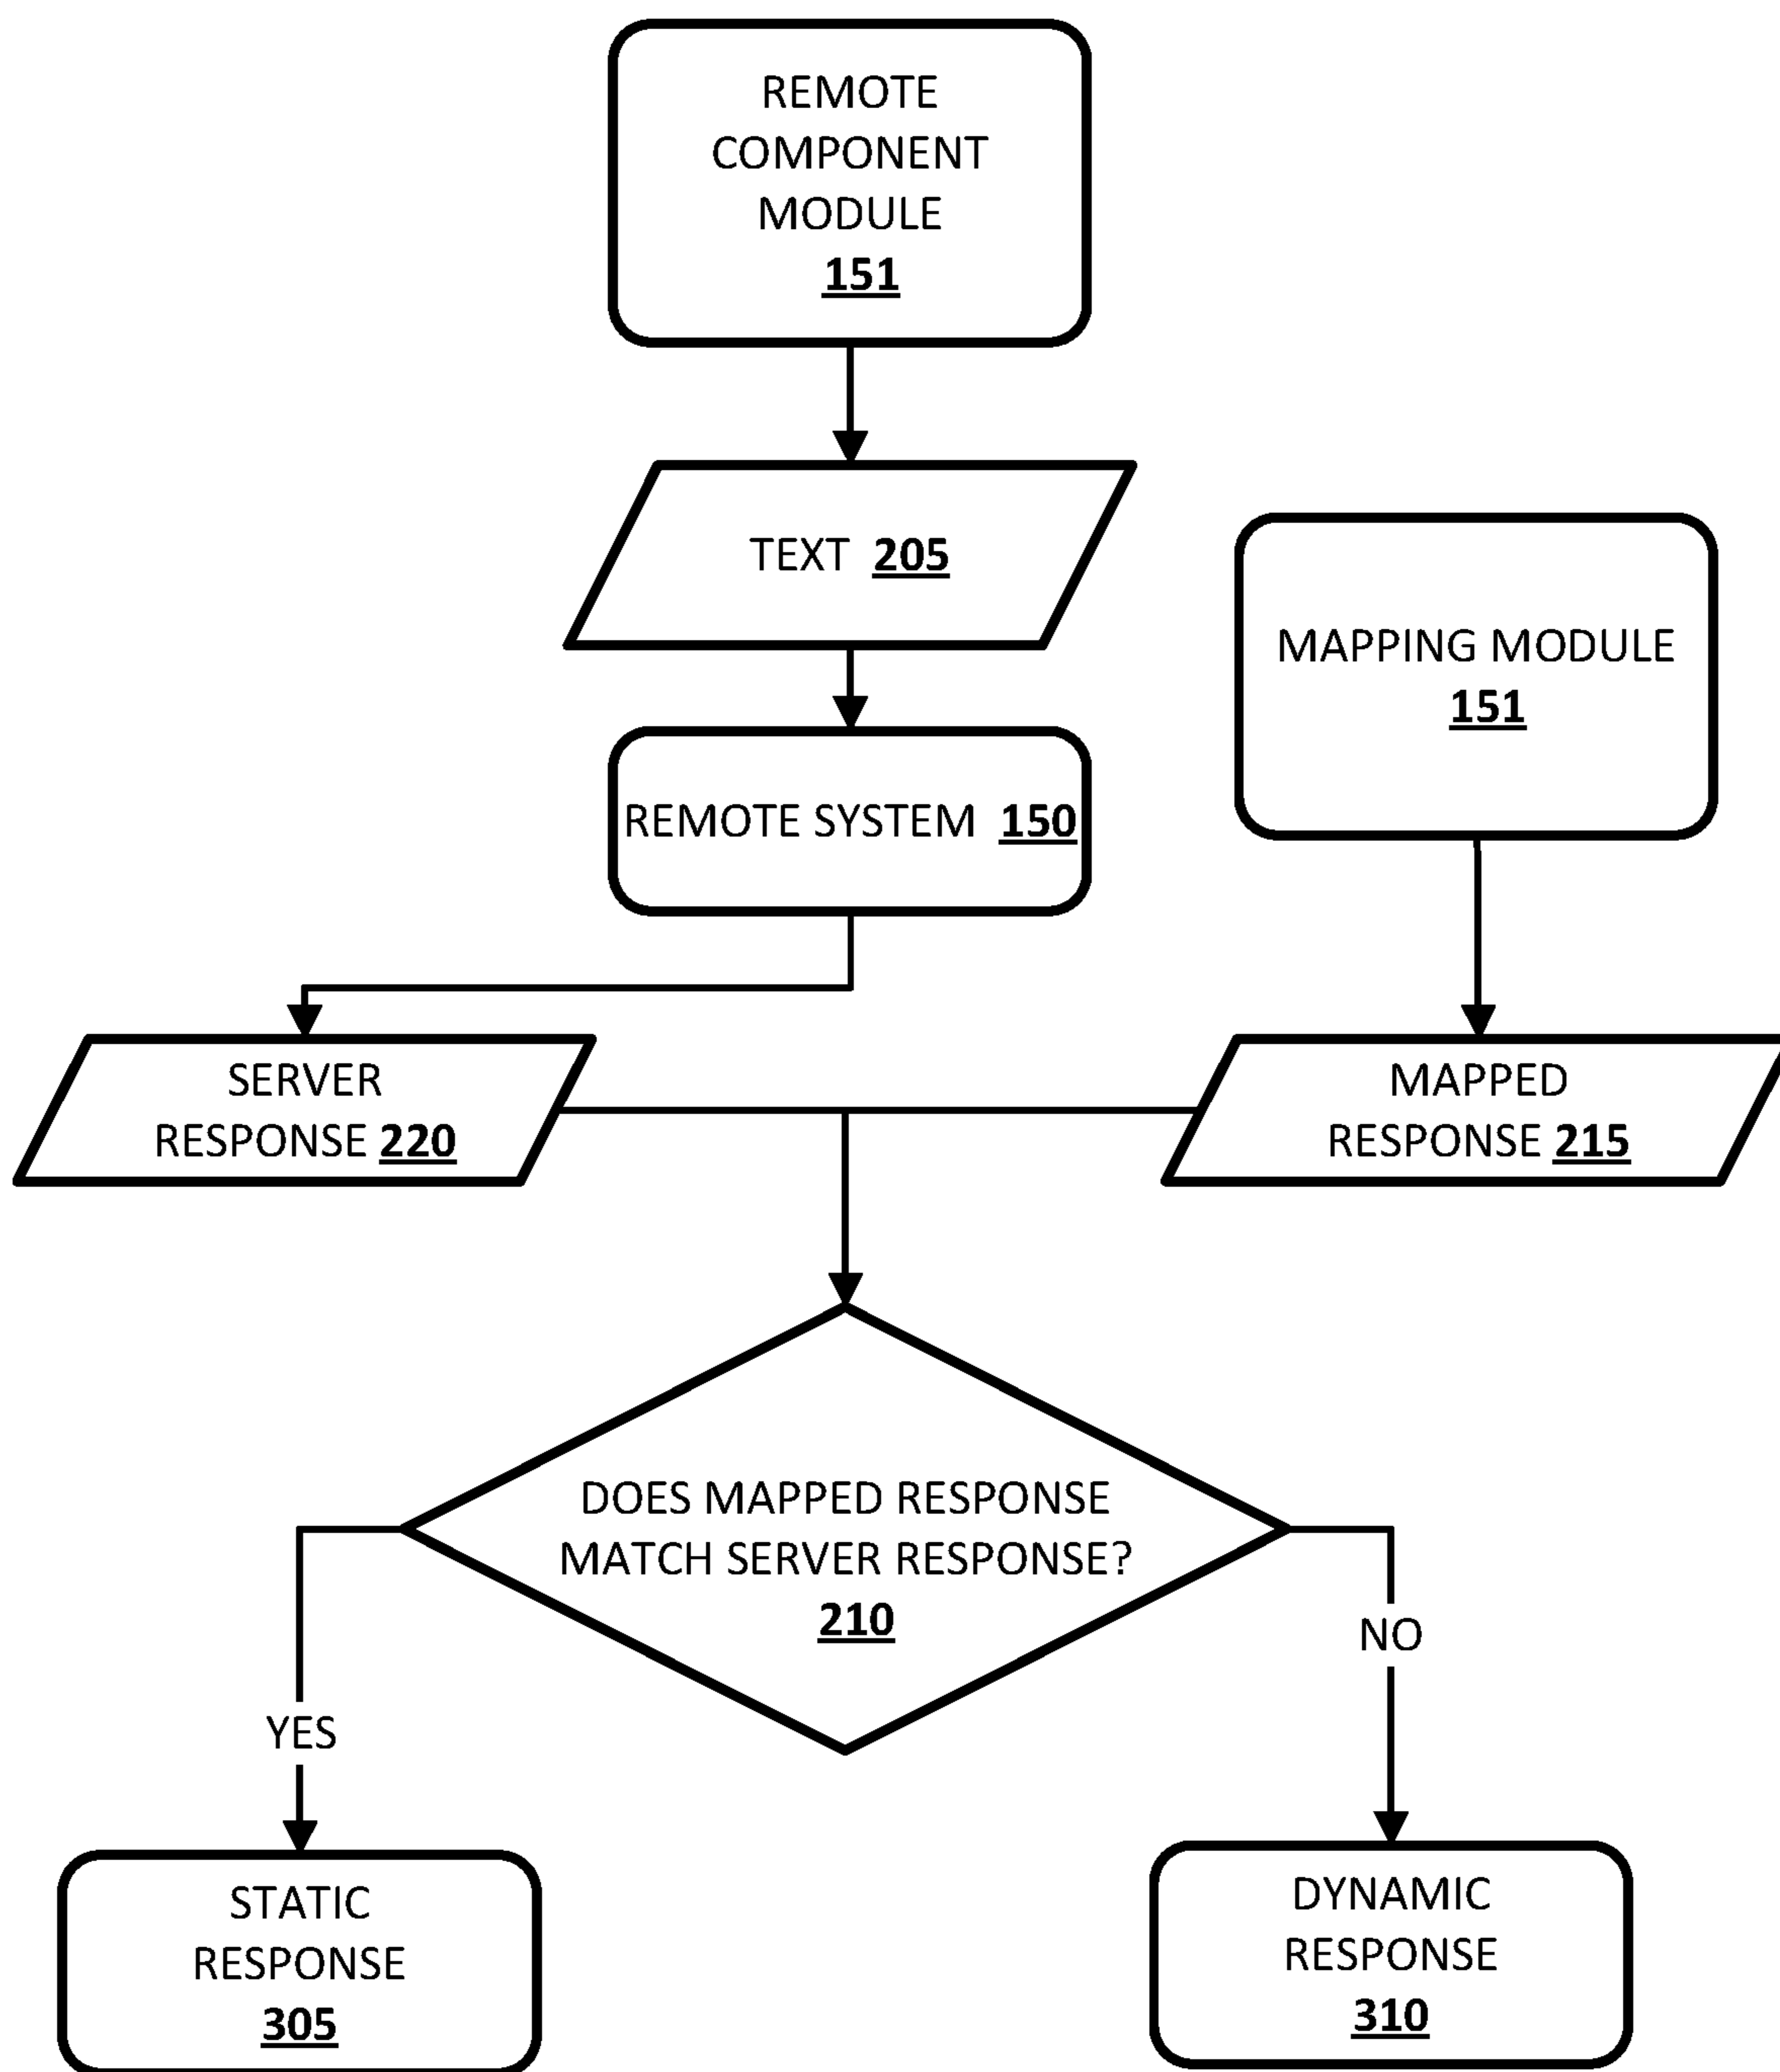 REMOTE
COMPONENT
MODULE
151
TEXT 205
MAPPING MODULE
151
REMOTE SYSTEM 150
SERVER
RESPONSE 220
MAPPED
RESPONSE 215
DOES MAPPED RESPONSE
MATCH SERVER RESPONSE?
210
NO
YES
STATIC
RESPONSE
305
DYNAMIC
RESPONSE
310